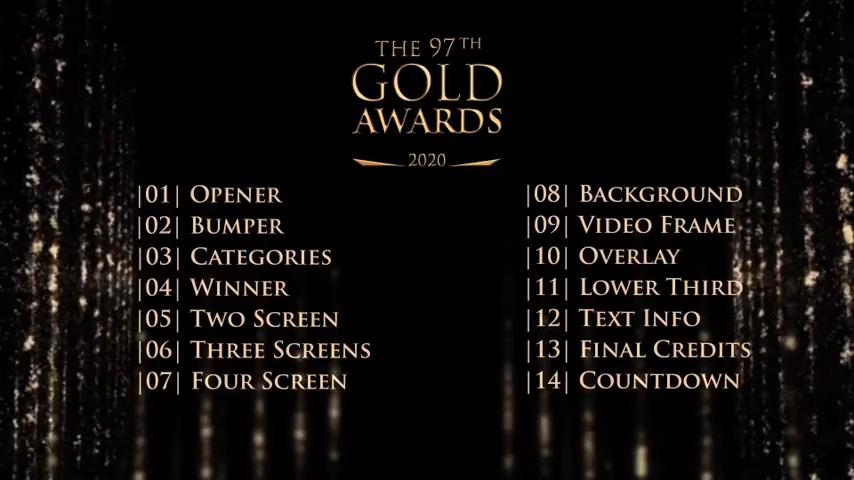 THE 97TH
GOLD
AWARDS
2020
|01| OPENER
|02| BUMPER
|03| CATEGORIES
|04| WINNER
|05| TWO SCREEN
|06| THREE SCREENS
|07| FOUR SCREEN
|08| BACKGROUND
|09| VIDEO FRAME
|10| OVERLAY
|11| LOWER THIRD
|12| TEXT INFO
|13| FINAL CREDITS
|14| COUNTDOWN